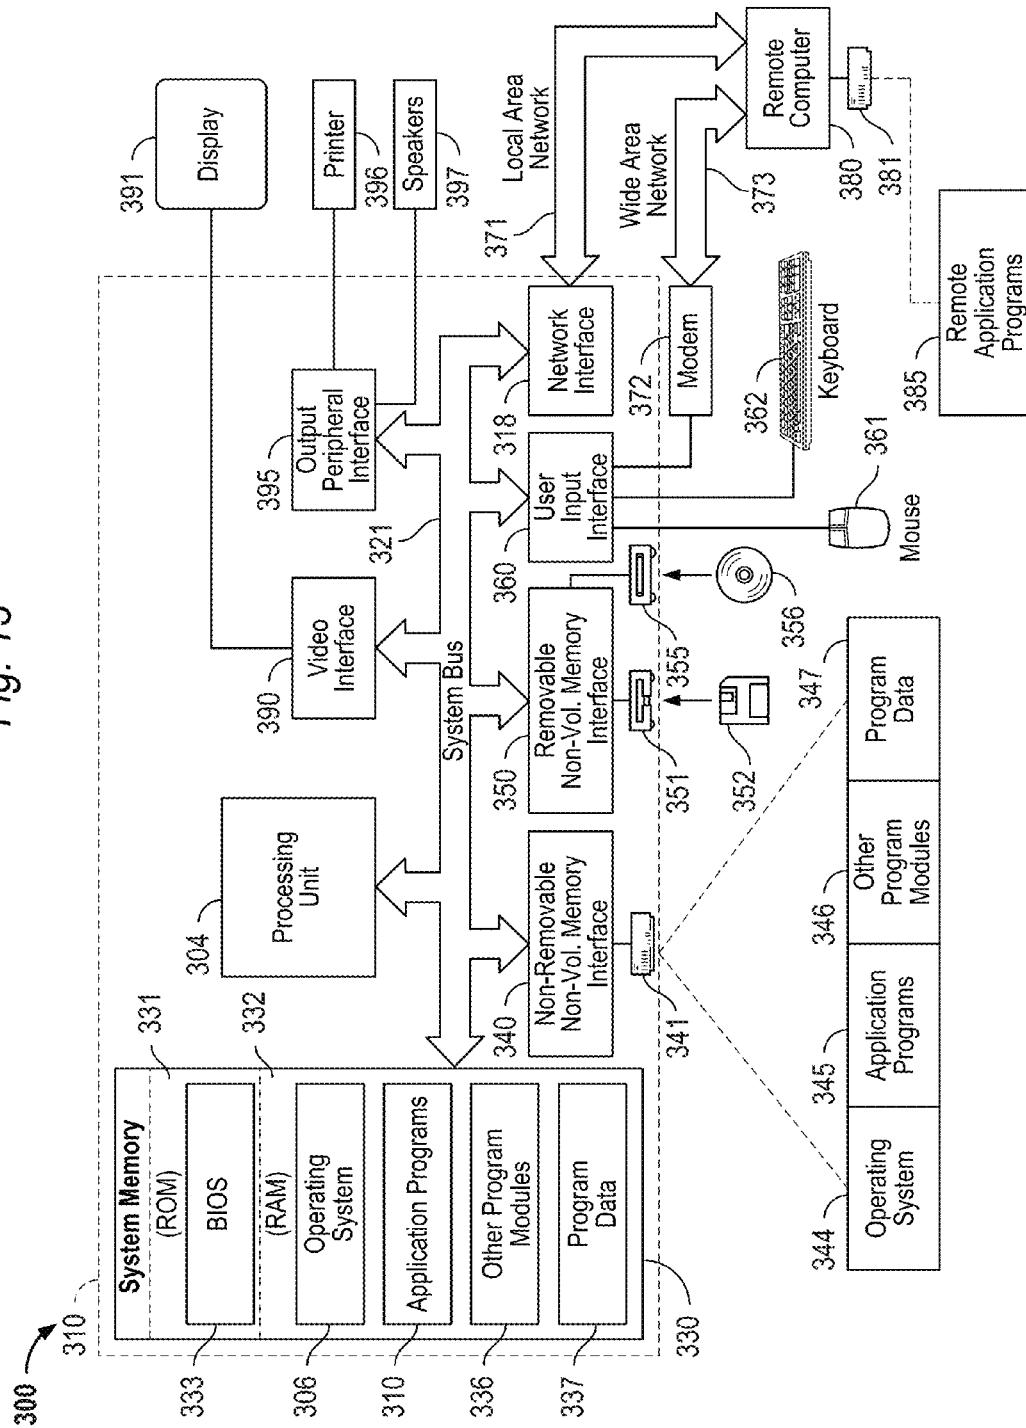 Fig. 13
300
310
System Memory
(ROM)
331
BIOS
333
(RAM)
332
Operating
System
306
Application Programs
310
Other Program
Modules
336
Program
Data
337
330
304
Processing
Unit
390
Video
Interface
395
Output
Peripheral
Interface
391
Display
Printer
396
Speakers
397
System Bus
321
340
Non-Removable
Non-Vol. Memory
Interface
350
Removable
Non-Vol. Memory
Interface
360
User
Input
Interface
318
Network
Interface
371
Local Area
Network
Wide Area
Network
373
372
Modem
Remote
Computer
380
381
341
351
355
352
356
Mouse
361
362
Keyboard
385
Remote
Application
Programs
344
Operating
System
345
Application
Programs
346
Other
Program
Modules
347
Program
Data